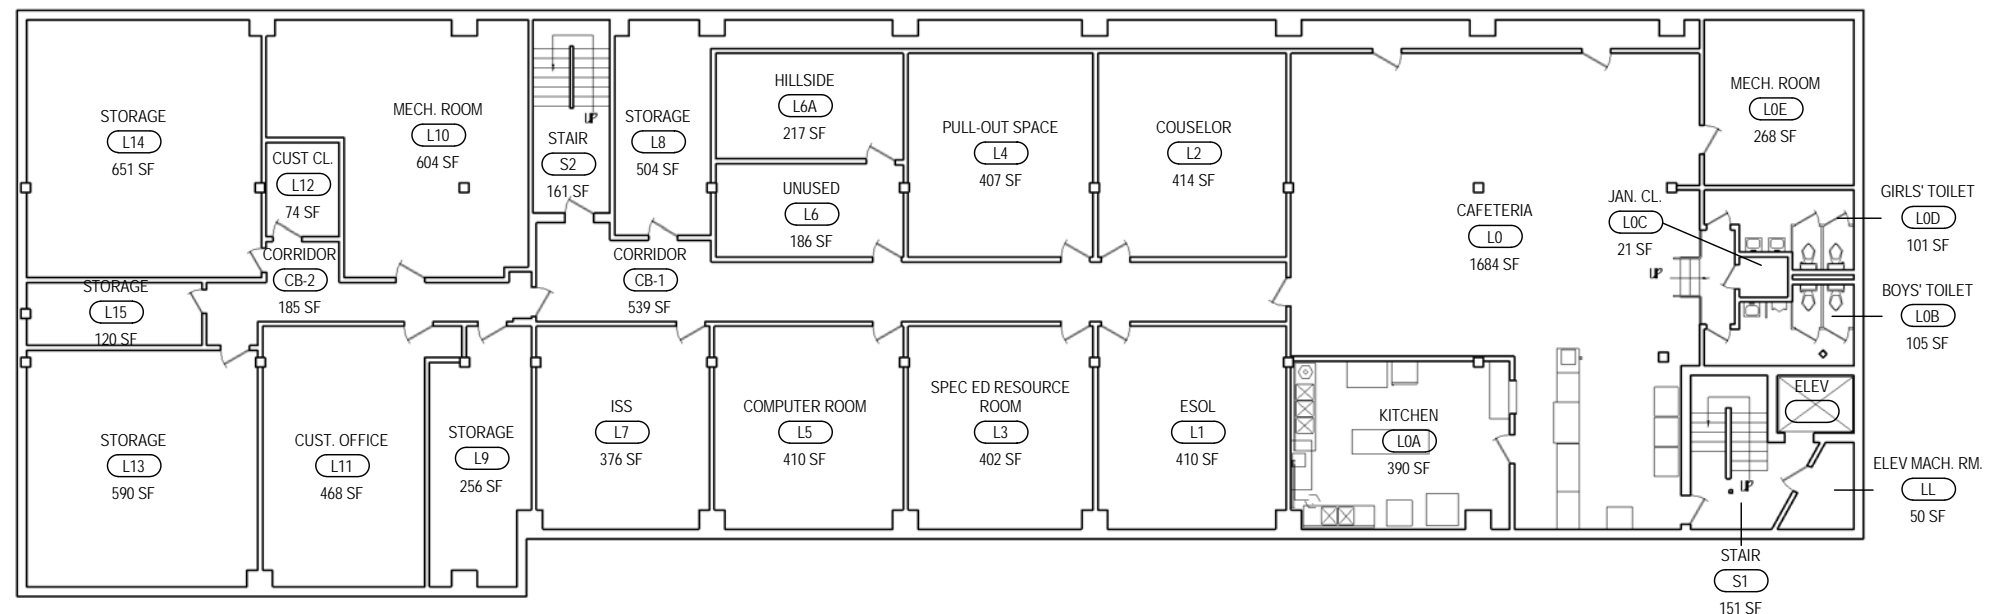 STORAGE
L14
651 SF
MECH. ROOM
L10
604 SF
CUST CL.
L12
74 SF
STAIR
S2
161 SF
UP
STORAGE
L8
504 SF
HILLSIDE
L6A
217 SF
UNUSED
L6
186 SF
PULL-OUT SPACE
L4
407 SF
COUSELOR
L2
414 SF
CAFETERIA
L0
1684 SF
MECH. ROOM
L0E
268 SF
JAN. CL.
L0C
21 SF
UP
GIRLS' TOILET
L0D
101 SF
BOYS' TOILET
L0B
105 SF
CORRIDOR
CB-2
185 SF
CORRIDOR
CB-1
539 SF
STORAGE
L15
120 SF
STORAGE
L13
590 SF
CUST. OFFICE
L11
468 SF
STORAGE
L9
256 SF
ISS
L7
376 SF
COMPUTER ROOM
L5
410 SF
SPEC ED RESOURCE
ROOM
L3
402 SF
ESOL
L1
410 SF
KITCHEN
L0A
390 SF
ELEV
UP
ELEV MACH. RM.
LL
50 SF
STAIR
S1
151 SF